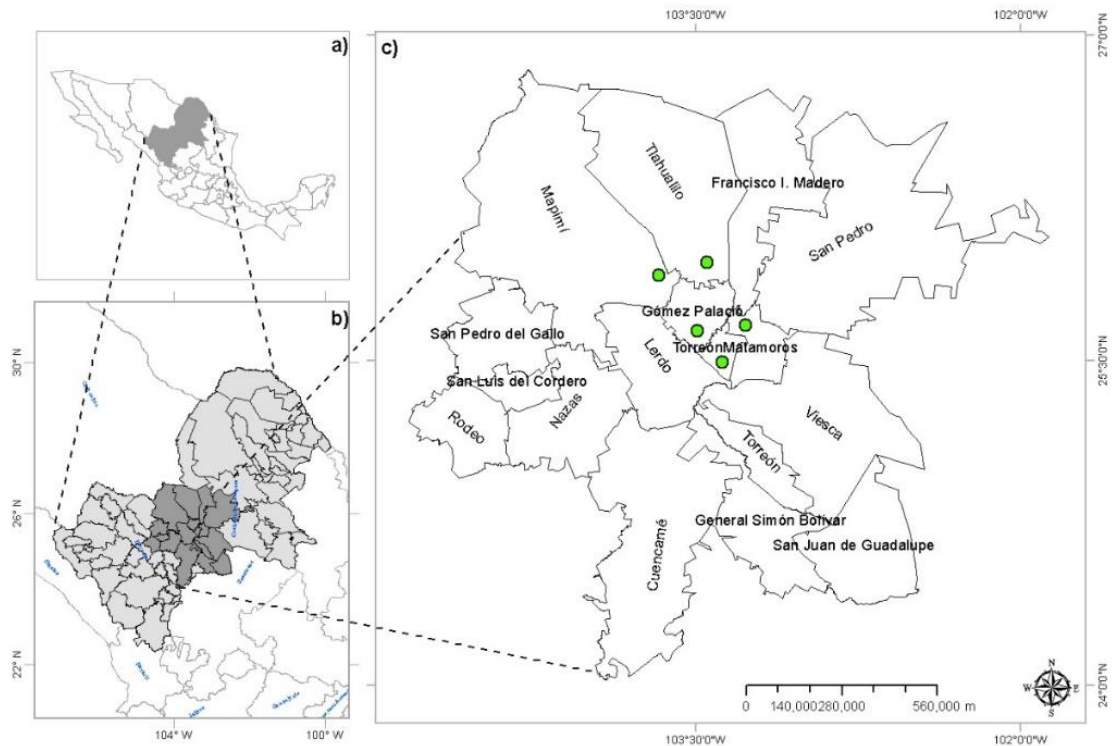 a)
b)
30° N
26° N
22° N
104° W
100° W
c)
103°30'0"W
102°0'0"W
27°0'0"N
25°30'0"N
24°0'0"N
Mapimí
Tlahualilo
Francisco I. Madero
San Pedro
Gómez Palacio
San Pedro del Gallo
Lerdo
Torreón
Matamoros
San Luis del Cordero
Nazas
Rodeo
Viesca
Torreón
General Simón Bolívar
San Juan de Guadalupe
Cuencamé
N
W
E
S
0
140,000
280,000
560,000 m
103°30'0"W
102°0'0"W